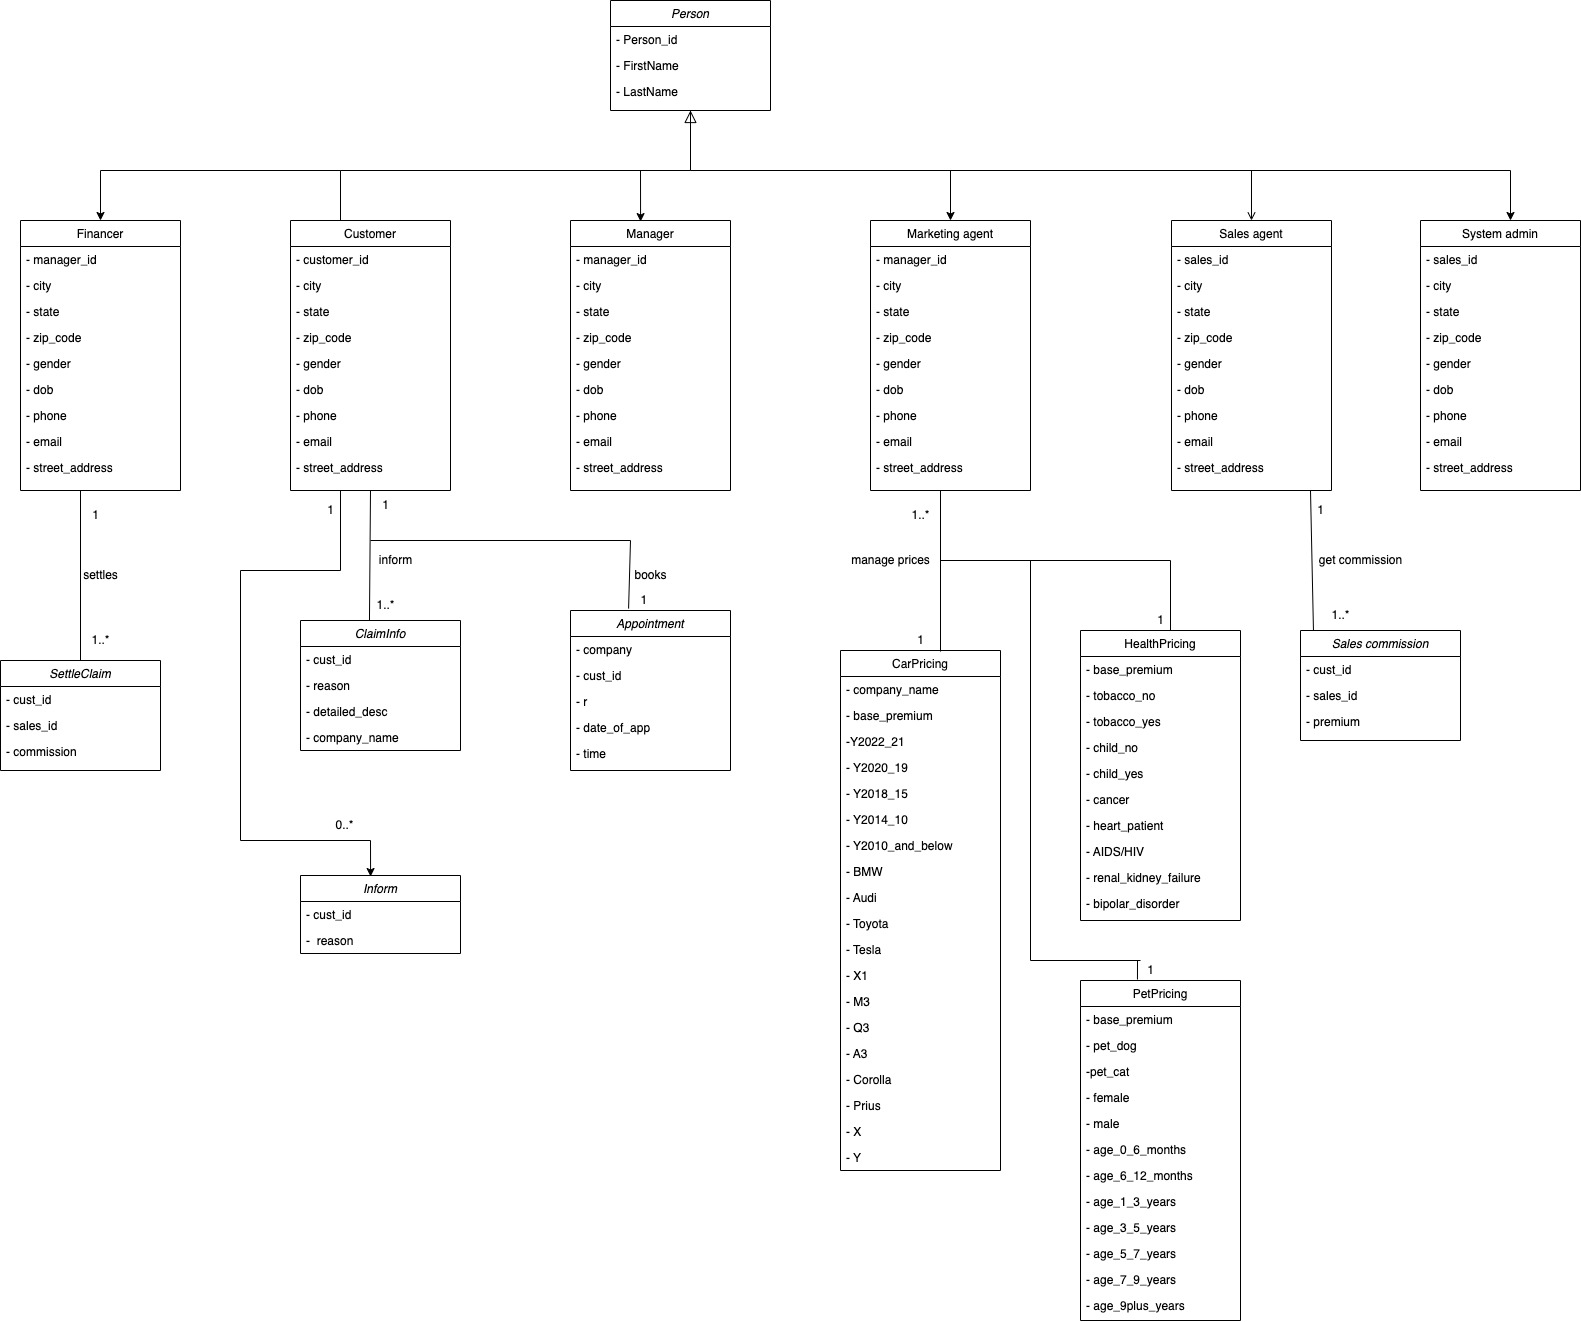 Person
- Person_id
- FirstName
- LastName
Financer
- manager_id
- city
- state
- zip_code
- gender
- dob
- phone
- email
- street_address
Customer
- customer_id
- city
- state
- zip_code
- gender
- dob
- phone
- email
- street_address
Manager
- manager_id
- city
- state
- zip_code
- gender
- dob
- phone
- email
- street_address
Marketing agent
- manager_id
- city
- state
- zip_code
- gender
- dob
- phone
- email
- street_address
Sales agent
- sales_id
- city
- state
- zip_code
- gender
- dob
- phone
- email
- street_address
System admin
- sales_id
- city
- state
- zip_code
- gender
- dob
- phone
- email
- street_address
1
settles
1..*
SettleClaim
- cust_id
- sales_id
- commission
1
1
inform
1..*
ClaimInfo
- cust_id
- reason
- detailed_desc
- company_name
books
1
Appointment
- company
- cust_id
- r
- date_of_app
- time
0..*
Inform
- cust_id
- reason
1..*
manage prices
1
CarPricing
- company_name
- base_premium
-Y2022_21
- Y2020_19
- Y2018_15
- Y2014_10
- Y2010_and_below
- BMW
- Audi
- Toyota
- Tesla
- X1
- M3
- Q3
- A3
- Corolla
- Prius
- X
- Y
1
HealthPricing
- base_premium
- tobacco_no
- tobacco_yes
- child_no
- child_yes
- cancer
- heart_patient
- AIDS/HIV
- renal_kidney_failure
- bipolar_disorder
1
PetPricing
- base_premium
- pet_dog
-pet_cat
- female
- male
- age_0_6_months
- age_6_12_months
- age_1_3_years
- age_3_5_years
- age_5_7_years
- age_7_9_years
- age_9plus_years
1
get commission
1..*
Sales commission
- cust_id
- sales_id
- premium